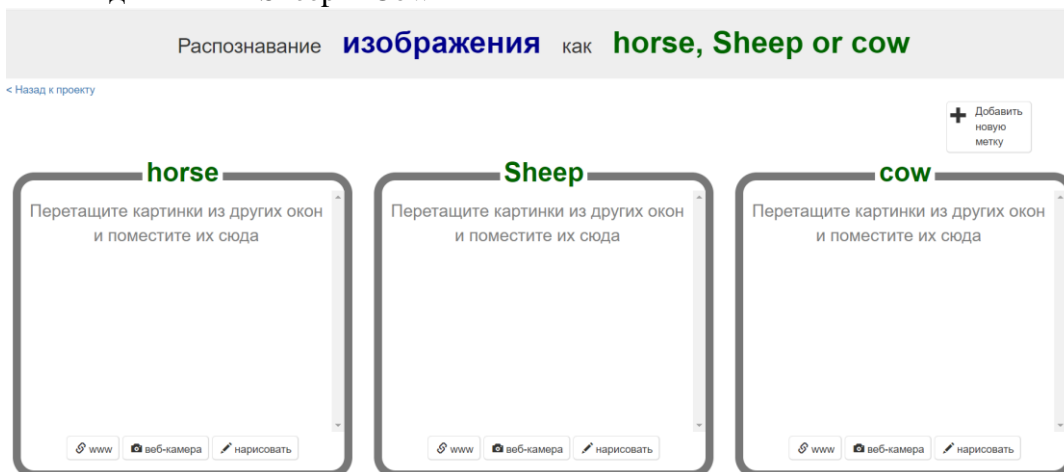 Распознавание изображения как horse, Sheep or cow
< Назад к проекту
Добавить
новую
метку
horse
Перетащите картинки из других окон
и поместите их сюда
www веб-камера нарисовать
Sheep
Перетащите картинки из других окон
и поместите их сюда
www веб-камера нарисовать
cow
Перетащите картинки из других окон
и поместите их сюда
www веб-камера нарисовать